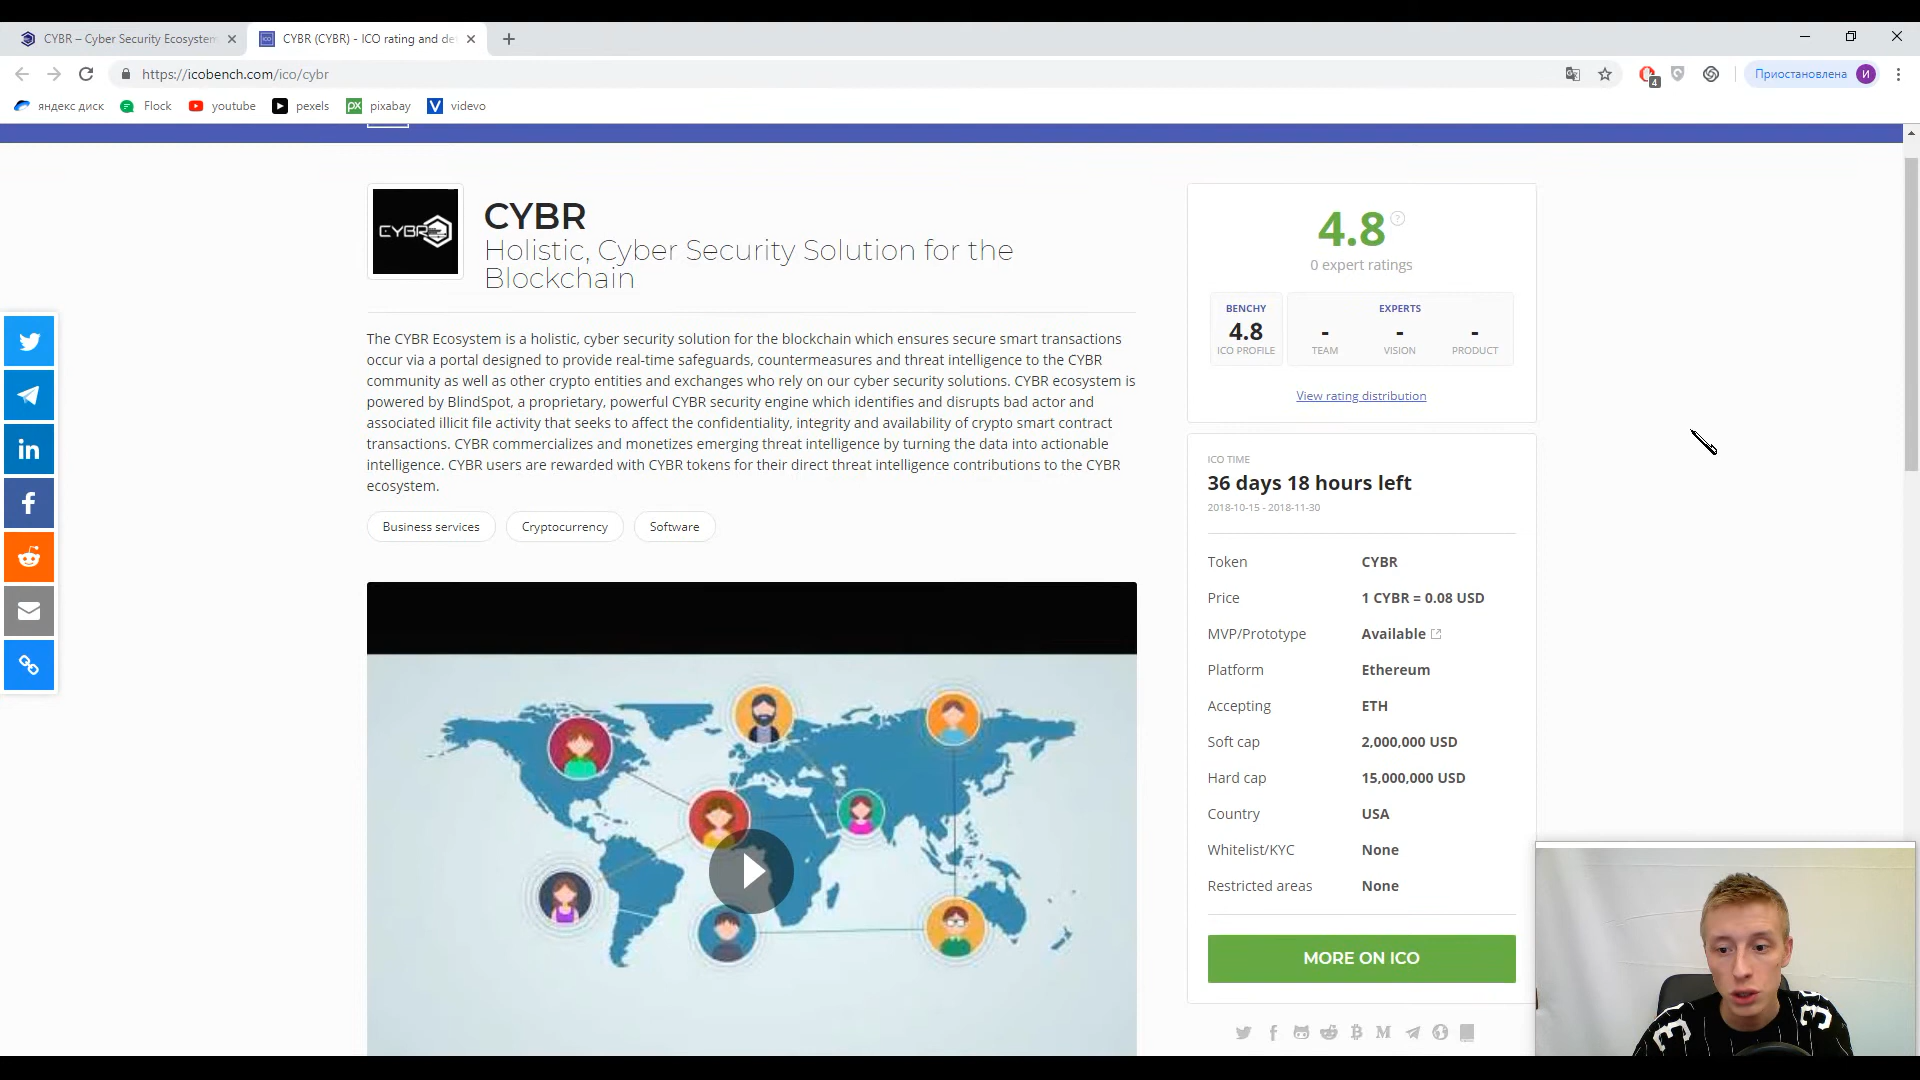 CYBR – Cyber Security Ecosystem
CYBR (CYBR) - ICO rating and de
https://icobench.com/ico/cybr
4
Приостановлена
И
яндекс диск
Flock
youtube
pexels
px
pixabay
V
videvo
CYBR
CYBR
Holistic, Cyber Security Solution for the
Blockchain
The CYBR Ecosystem is a holistic, cyber security solution for the blockchain which ensures secure smart transactions
occur via a portal designed to provide real-time safeguards, countermeasures and threat intelligence to the CYBR
community as well as other crypto entities and exchanges who rely on our cyber security solutions. CYBR ecosystem is
powered by BlindSpot, a proprietary, powerful CYBR security engine which identifies and disrupts bad actor and
associated illicit file activity that seeks to affect the confidentiality, integrity and availability of crypto smart contract
transactions. CYBR commercializes and monetizes emerging threat intelligence by turning the data into actionable
intelligence. CYBR users are rewarded with CYBR tokens for their direct threat intelligence contributions to the CYBR
ecosystem.
Business services
Cryptocurrency
Software
4.8
?
0 expert ratings
BENCHY
4.8
ICO PROFILE
EXPERTS
- - -
TEAM VISION PRODUCT
View rating distribution
ICO TIME
36 days 18 hours left
2018-10-15 - 2018-11-30
Token CYBR
Price 1 CYBR = 0.08 USD
MVP/Prototype Available
Platform Ethereum
Accepting ETH
Soft cap 2,000,000 USD
Hard cap 15,000,000 USD
Country USA
Whitelist/KYC None
Restricted areas None
MORE ON ICO